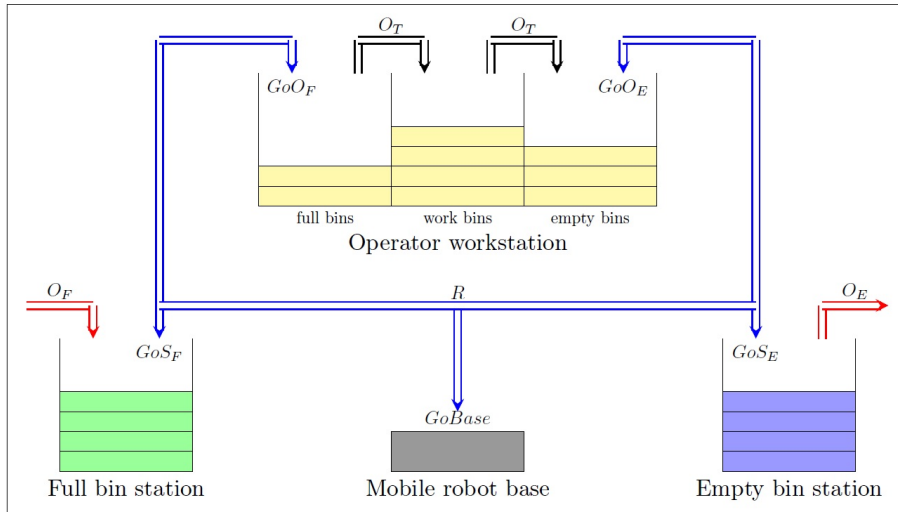 O_T O_T
GoO_F GoO_E
full bins work bins empty bins
Operator workstation
O_F R O_E
GoS_F GoS_E
GoBase
Full bin station Mobile robot base Empty bin station